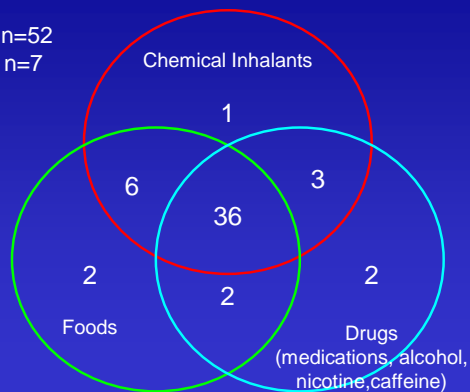 n=52
n=7
Chemical Inhalants
1
6
3
36
2
2
2
Foods
Drugs
(medications, alcohol,
nicotine,caffeine)